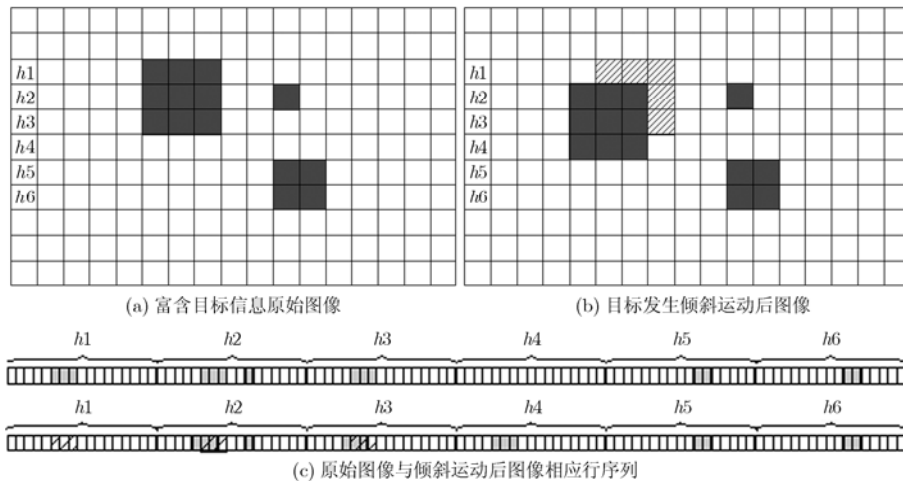 h1
h2
h3
h4
h5
h6
h1
h2
h3
h4
h5
h6
(a) 富含目标信息原始图像
(b) 目标发生倾斜运动后图像
h1 h2 h3 h4 h5 h6
h1 h2 h3 h4 h5 h6
(c) 原始图像与倾斜运动后图像相应行序列